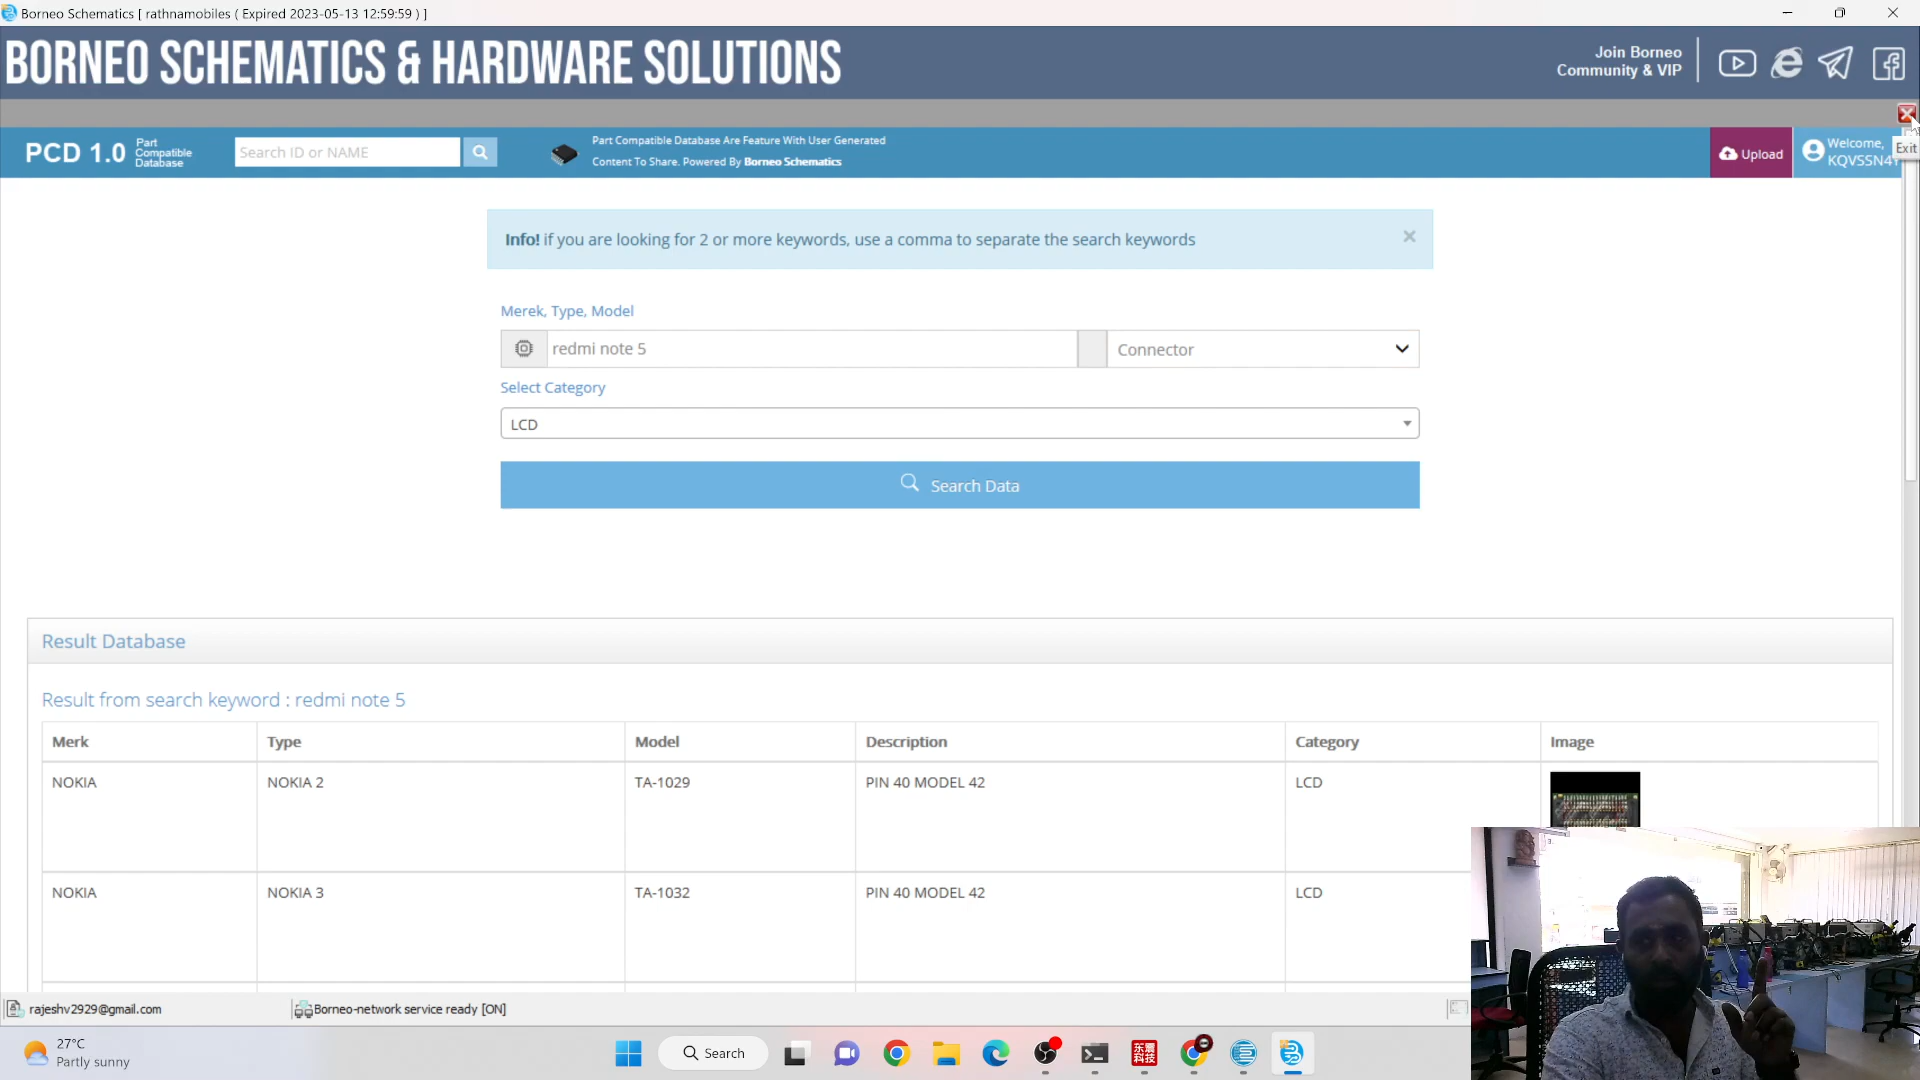 Borneo Schematics [ rathnamobiles ( Expired 2023-05-13 12:59:59 ) ]
BORNEO SCHEMATICS & HARDWARE SOLUTIONS
Join Borneo
Community & VIP
PCD 1.0
Part
Compatible
Database
Search ID or NAME
Part Compatible Database Are Feature With User Generated
Content To Share. Powered By Borneo Schematics
Upload
Welcome,
KQVSSN4Y
Exit
Info! if you are looking for 2 or more keywords, use a comma to separate the search keywords
Merek, Type, Model
redmi note 5
Connector
Select Category
LCD
Search Data
Result Database
Result from search keyword : redmi note 5
Merk Type Model Description Category Image
NOKIA NOKIA 2 TA-1029 PIN 40 MODEL 42 LCD
NOKIA NOKIA 3 TA-1032 PIN 40 MODEL 42 LCD
rajeshv2929@gmail.com
Borneo-network service ready [ON]
27°C
Partly sunny
Search
东震
科技